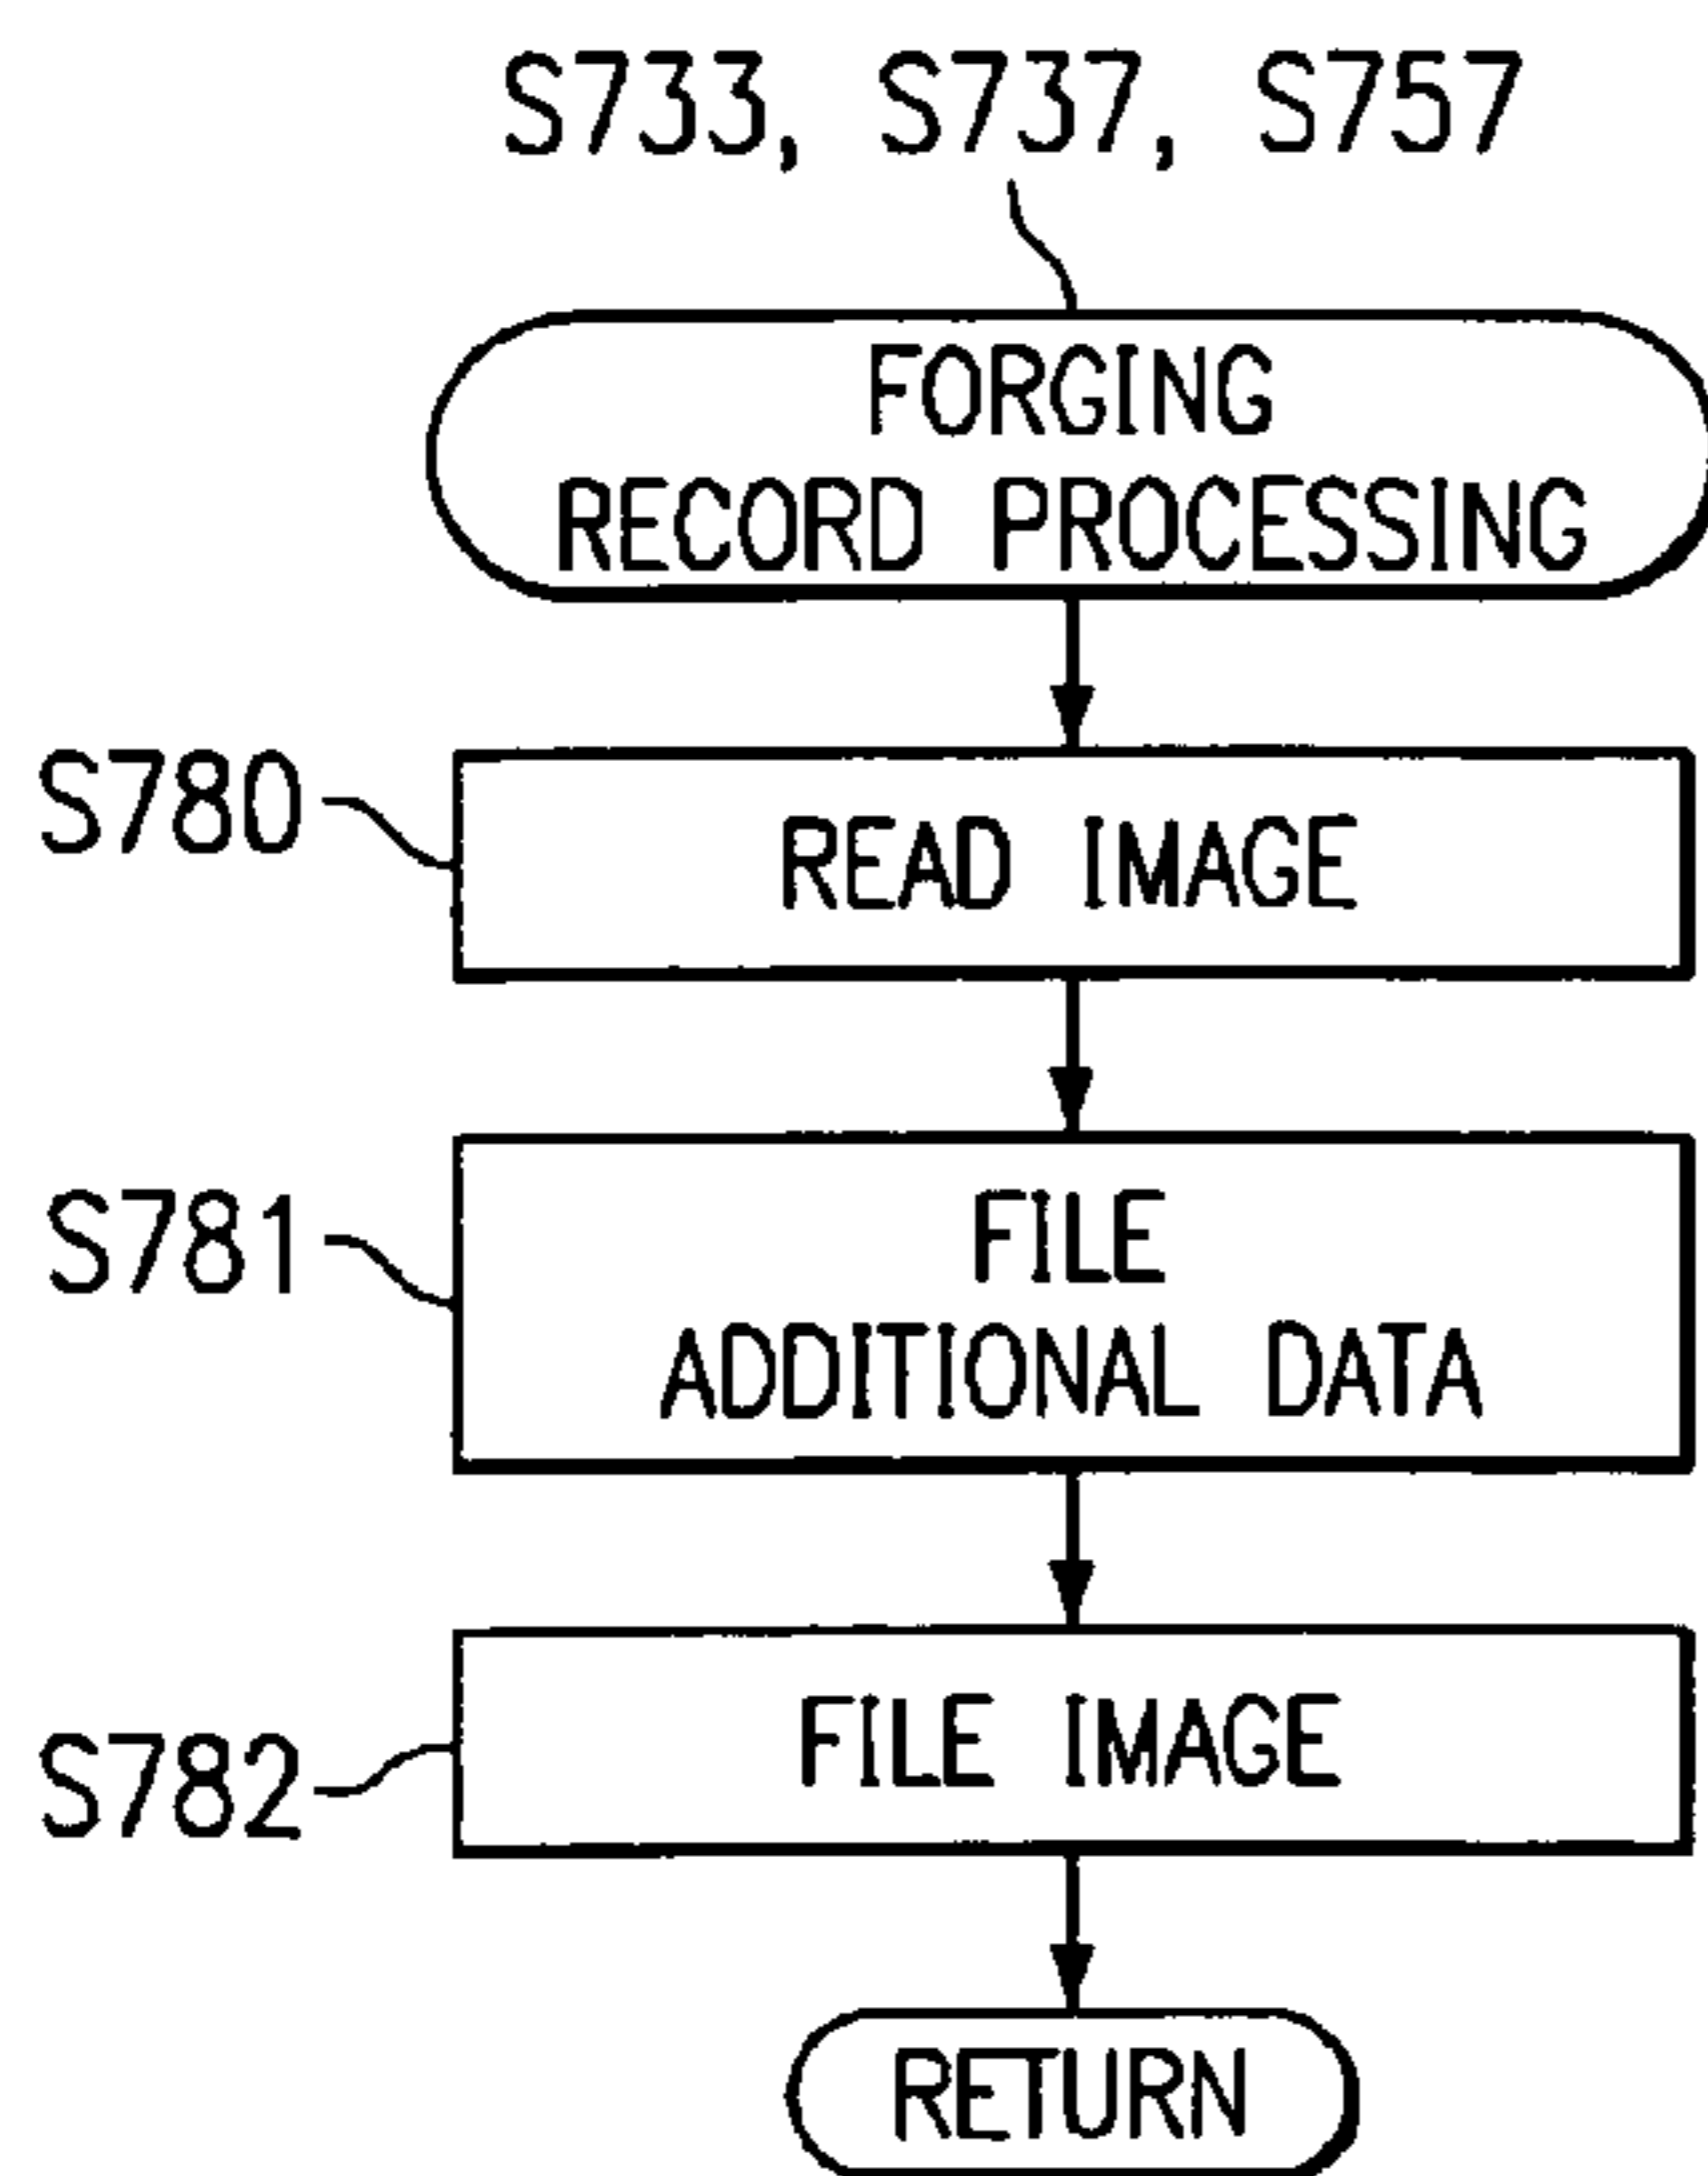 S733, S737, S757
FORGING
RECORD PROCESSING
S780
READ IMAGE
S781
FILE
ADDITIONAL DATA
S782
FILE IMAGE
RETURN